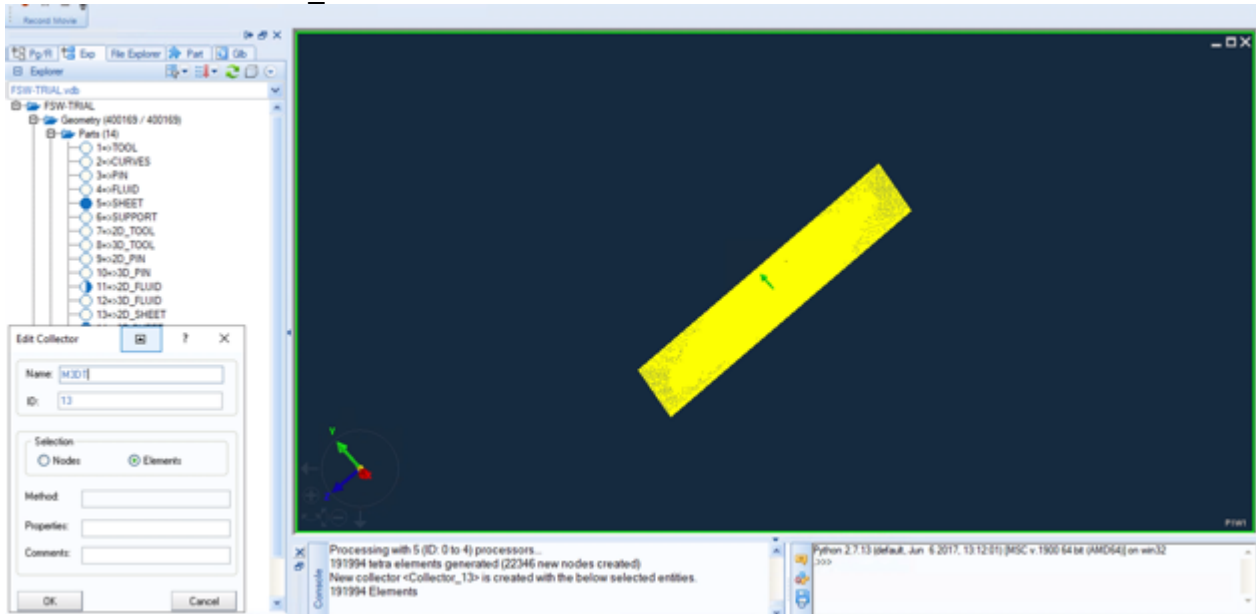 Record Movie
Pg/R Exp File Explorer Part Glb
Explorer
FSW-TRIAL.vdb
FSW-TRIAL
Geometry (400169 / 400169)
Parts (14)
1<>TOOL
2<>CURVES
3<>PIN
4<>FLUID
5<>SHEET
6<>SUPPORT
7<>2D_TOOL
8<>3D_TOOL
9<>2D_PIN
10<>3D_PIN
11<>2D_FLUID
12<>3D_FLUID
13<>2D_SHEET
Edit Collector ? X
Name: M3DT
ID: 13
Selection
Nodes Elements
Method:
Properties:
Comments:
OK Cancel
Y
P1W1
Console
Processing with 5 (ID: 0 to 4) processors...
191994 tetra elements generated (22346 new nodes created)
New collector <Collector_13> is created with the below selected entities.
191994 Elements
Python 2.7.13 (default, Jun 6 2017, 13:12:01) [MSC v.1900 64 bit (AMD64)] on win32
>>>